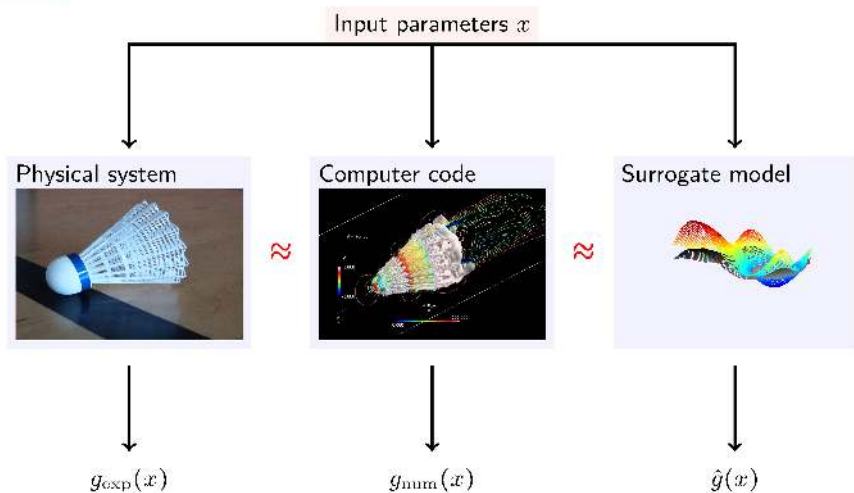 Input parameters x
Physical system
Computer code
Surrogate model
≈
≈
g_exp(x)
g_num(x)
ĝ(x)